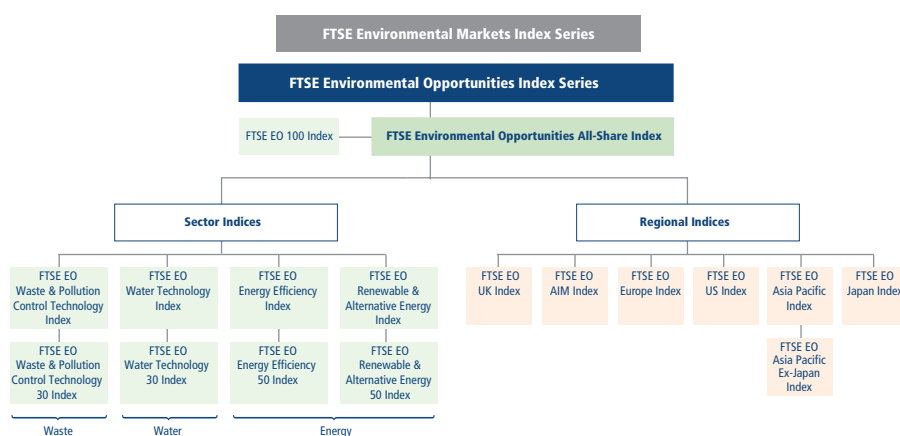 FTSE Environmental Markets Index Series
FTSE Environmental Opportunities Index Series
FTSE EO 100 Index
FTSE Environmental Opportunities All-Share Index
Sector Indices
Regional Indices
FTSE EO
Waste & Pollution
Control Technology
Index
FTSE EO
Water Technology
Index
FTSE EO
Energy Efficiency
Index
FTSE EO
Renewable &
Alternative Energy
Index
FTSE EO
UK Index
FTSE EO
AIM Index
FTSE EO
Europe Index
FTSE EO
US Index
FTSE EO
Asia Pacific
Index
FTSE EO
Japan Index
FTSE EO
Waste & Pollution
Control Technology
30 Index
FTSE EO
Water Technology
30 Index
FTSE EO
Energy Efficiency
50 Index
FTSE EO
Renewable &
Alternative Energy
50 Index
FTSE EO
Asia Pacific
Ex-Japan
Index
Waste
Water
Energy